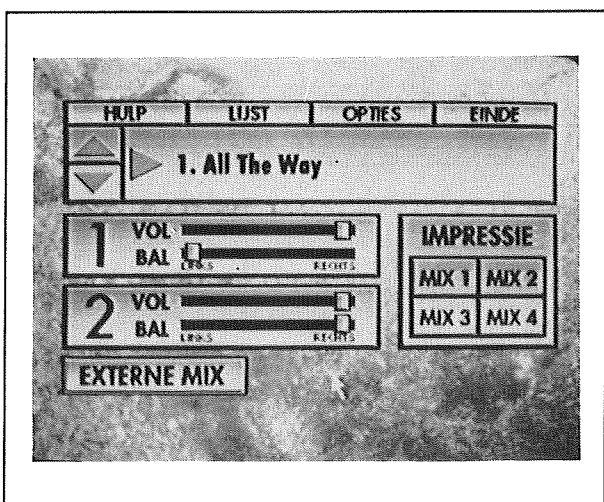 HULP LIJST OPTIES EINDE
1. All The Way
1 VOL
BAL
LINKS RECHTS
IMPRESSIE
MIX 1 MIX 2
MIX 3 MIX 4
2 VOL
BAL
LINKS RECHTS
EXTERNE MIX